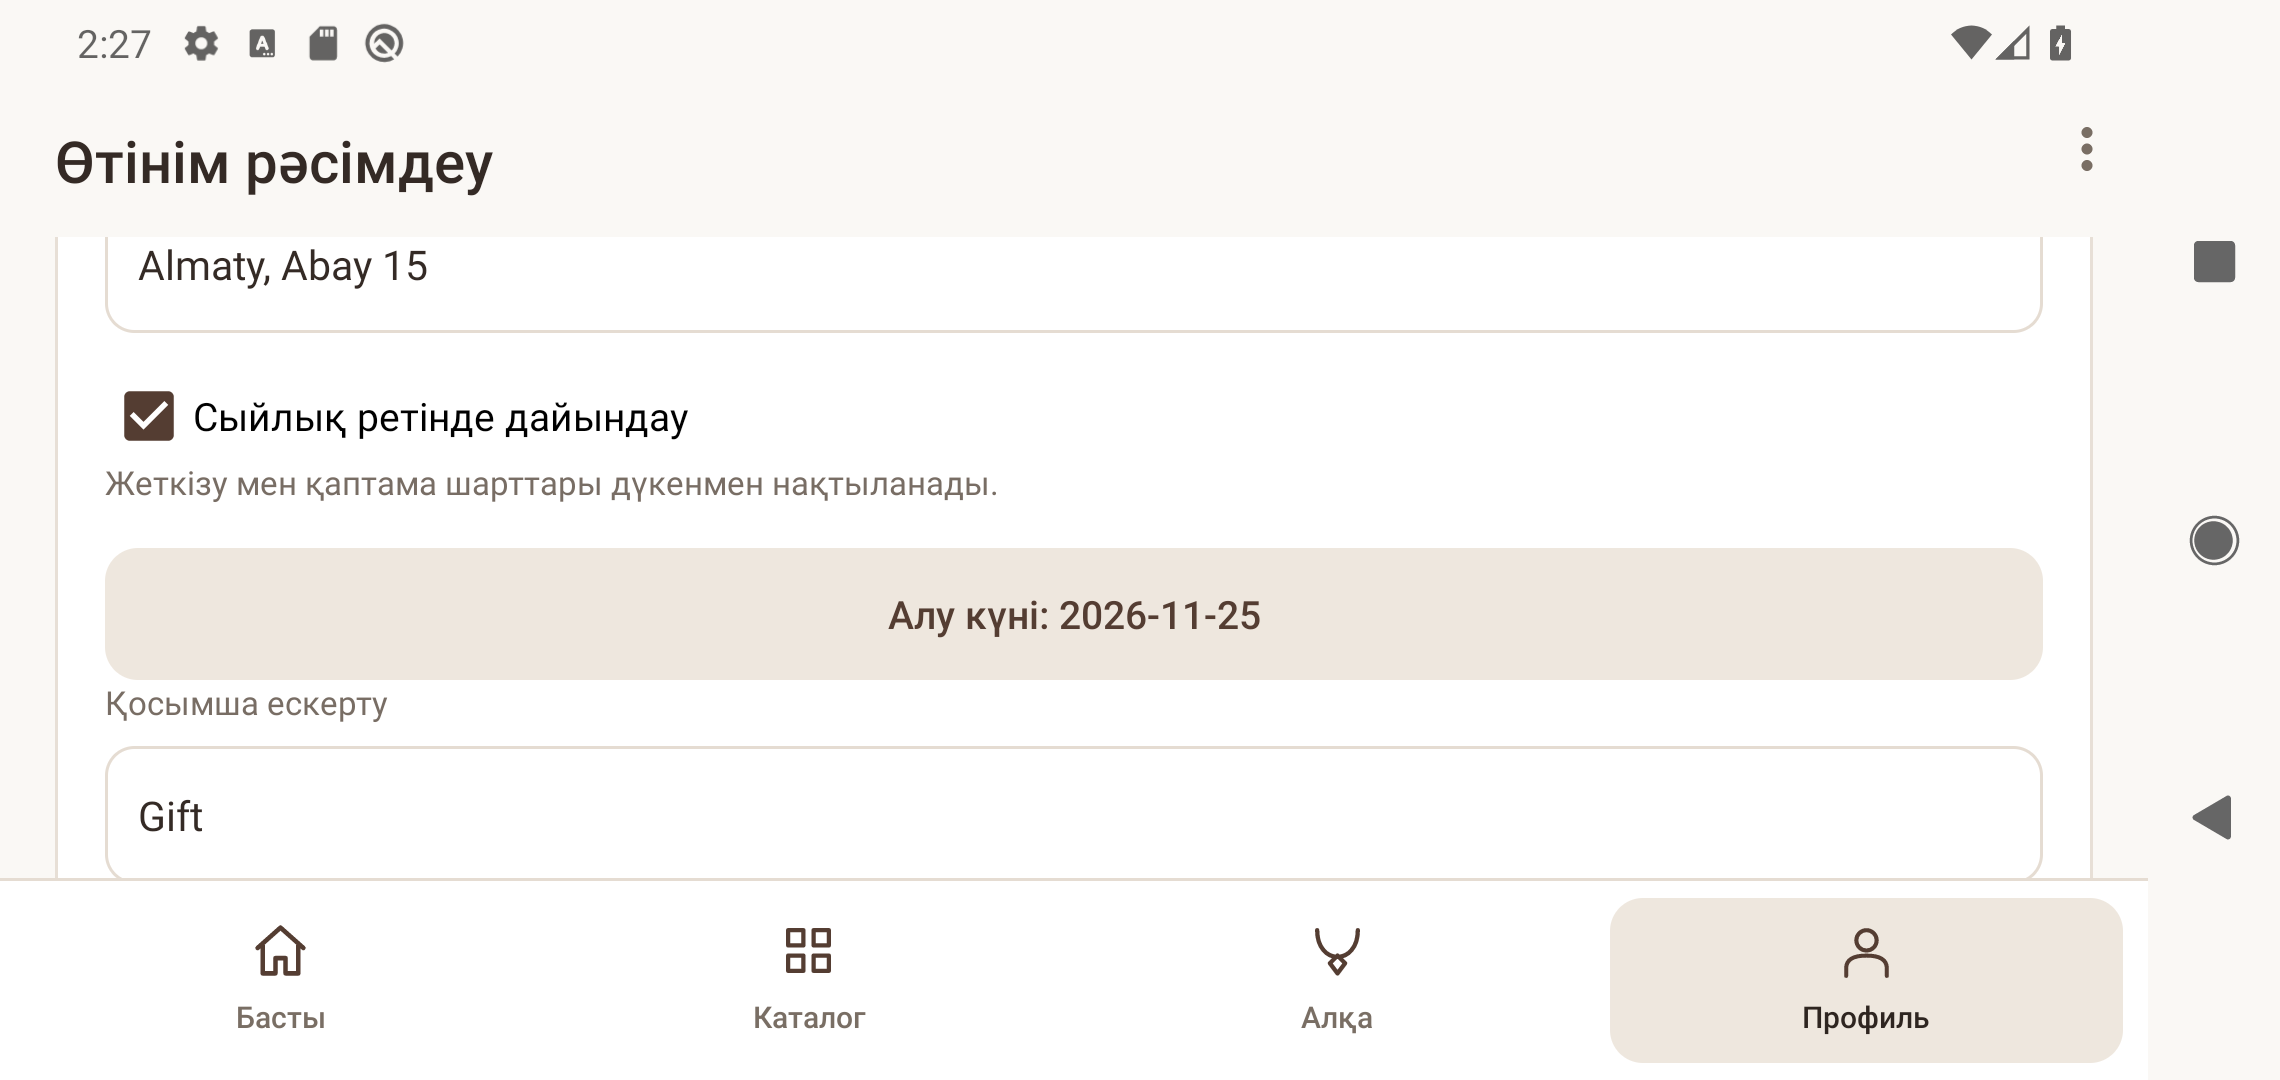 2:27
Өтінім рәсімдеу
Almaty, Abay 15
Сыйлық ретінде дайындау
Жеткізу мен қаптама шарттары дүкенмен нақтыланады.
Алу күні: 2026-11-25
Қосымша ескерту
Gift
Басты
Каталог
Алқа
Профиль